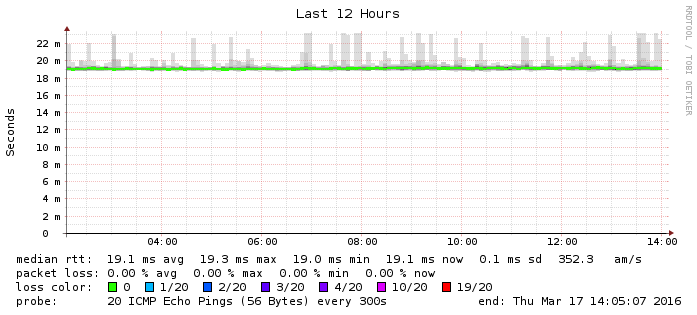 Last 12 Hours
RRDTOOL / TOBI OETIKER
Seconds
22 m
20 m
18 m
16 m
14 m
12 m
10 m
8 m
6 m
4 m
2 m
0
04:00 06:00 08:00 10:00 12:00 14:00
median rtt: 19.1 ms avg 19.3 ms max 19.0 ms min 19.1 ms now 0.1 ms sd 352.3 am/s
packet loss: 0.00 % avg 0.00 % max 0.00 % min 0.00 % now
loss color: 0 1/20 2/20 3/20 4/20 10/20 19/20
probe: 20 ICMP Echo Pings (56 Bytes) every 300s end: Thu Mar 17 14:05:07 2016